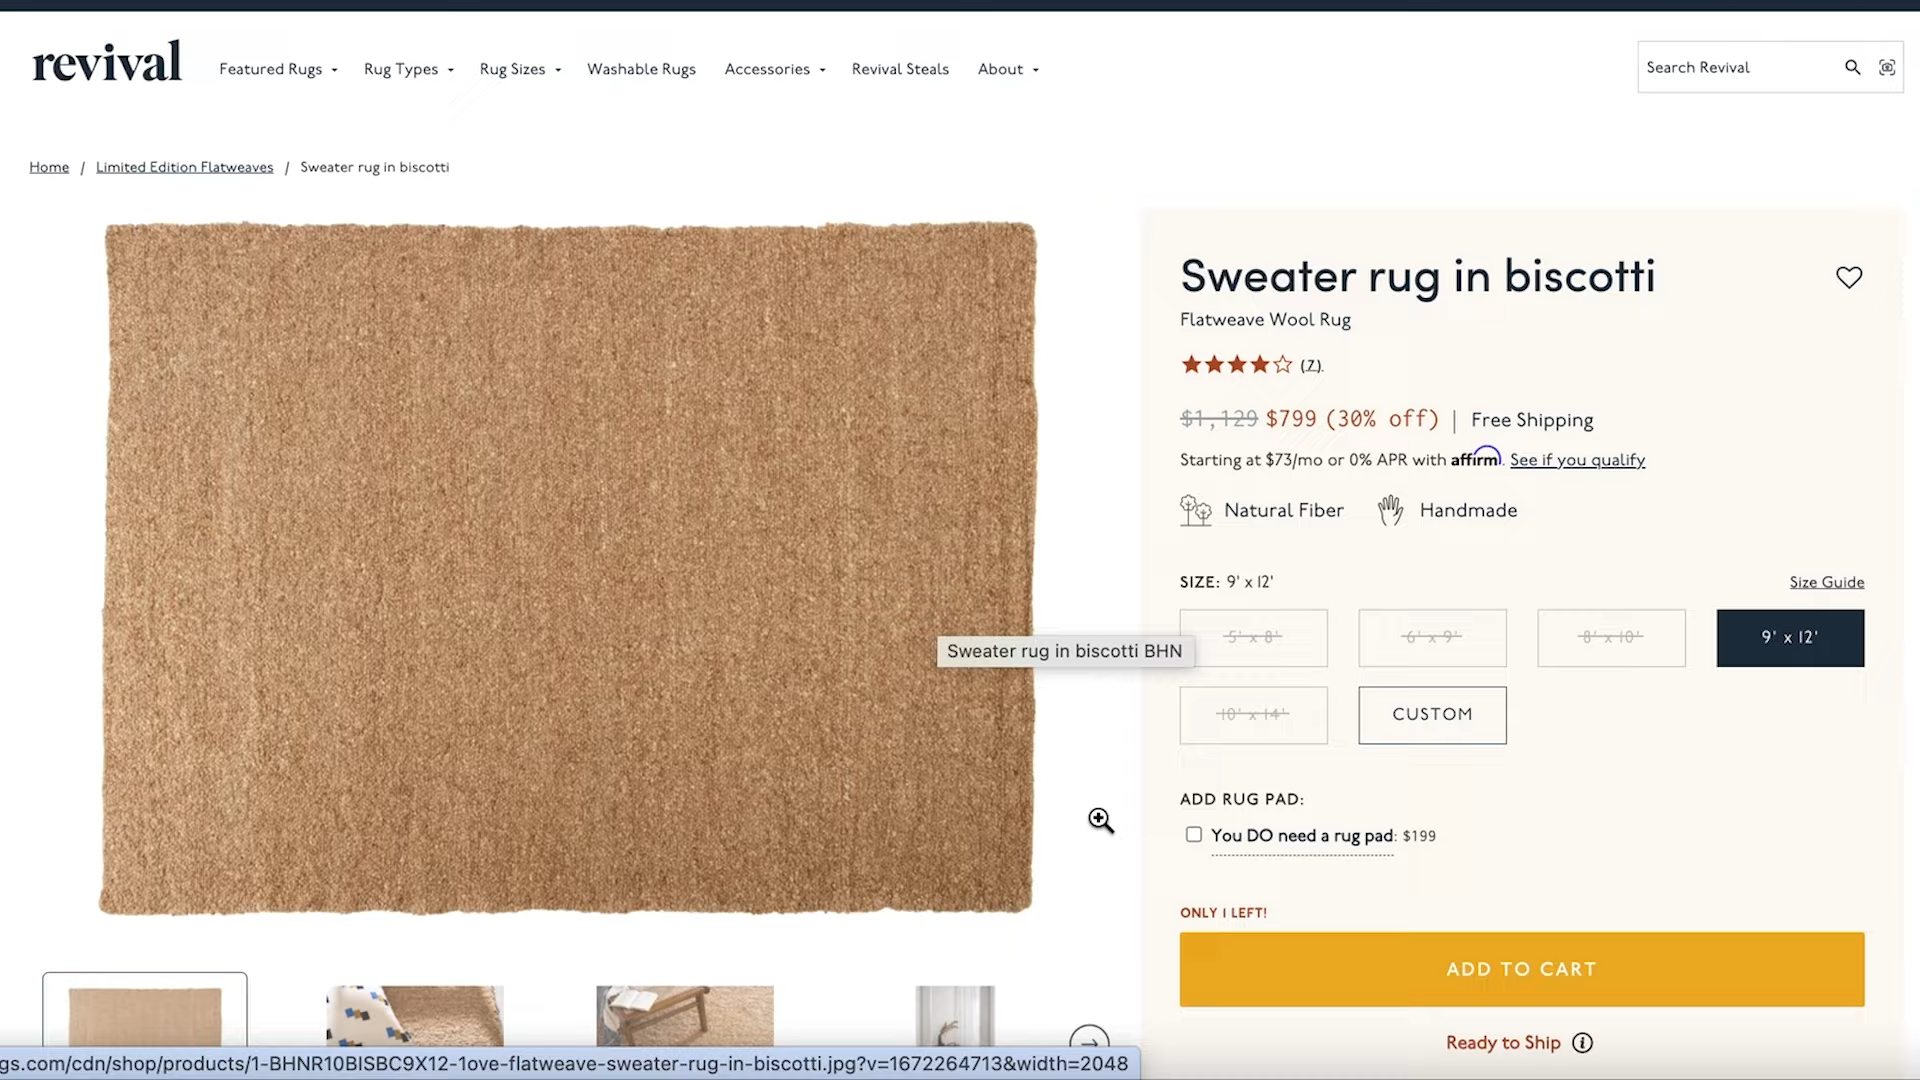 revival
Featured Rugs
Rug Types
Rug Sizes
Washable Rugs
Accessories
Revival Steals
About
Search Revival
Home / Limited Edition Flatweaves / Sweater rug in biscotti
Sweater rug in biscotti
Flatweave Wool Rug
(7)
$1,129 $799 (30% off) | Free Shipping
Starting at $73/mo or 0% APR with affirm. See if you qualify
Natural Fiber
Handmade
SIZE: 9' x 12'
Size Guide
5' x 8'
6' x 9'
8' x 10'
9' x 12'
Sweater rug in biscotti BHN
10' x 14'
CUSTOM
ADD RUG PAD:
You DO need a rug pad: $199
ONLY 1 LEFT!
ADD TO CART
Ready to Ship
gs.com/cdn/shop/products/1-BHNR10BISBC9X12-1ove-flatweave-sweater-rug-in-biscotti.jpg?v=1672264713&width=2048